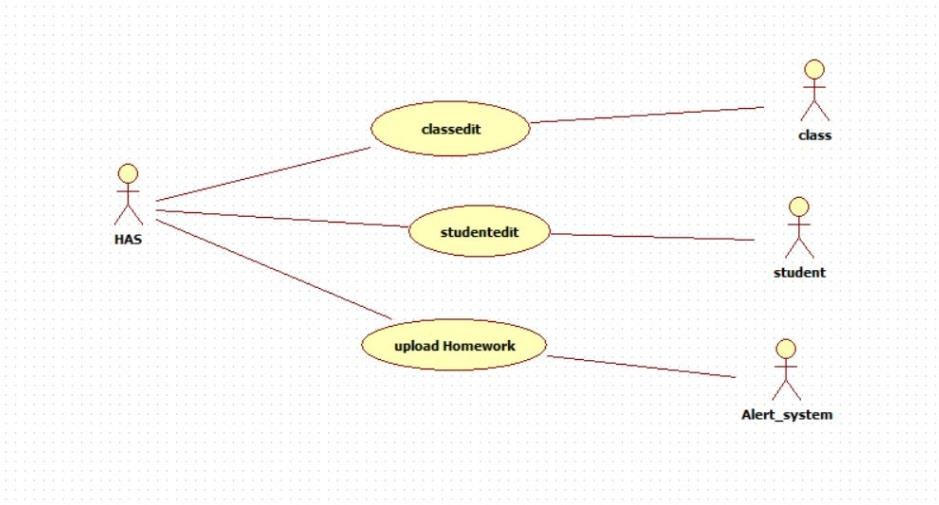 classedit
class
HAS
studentedit
student
upload Homework
Alert_system